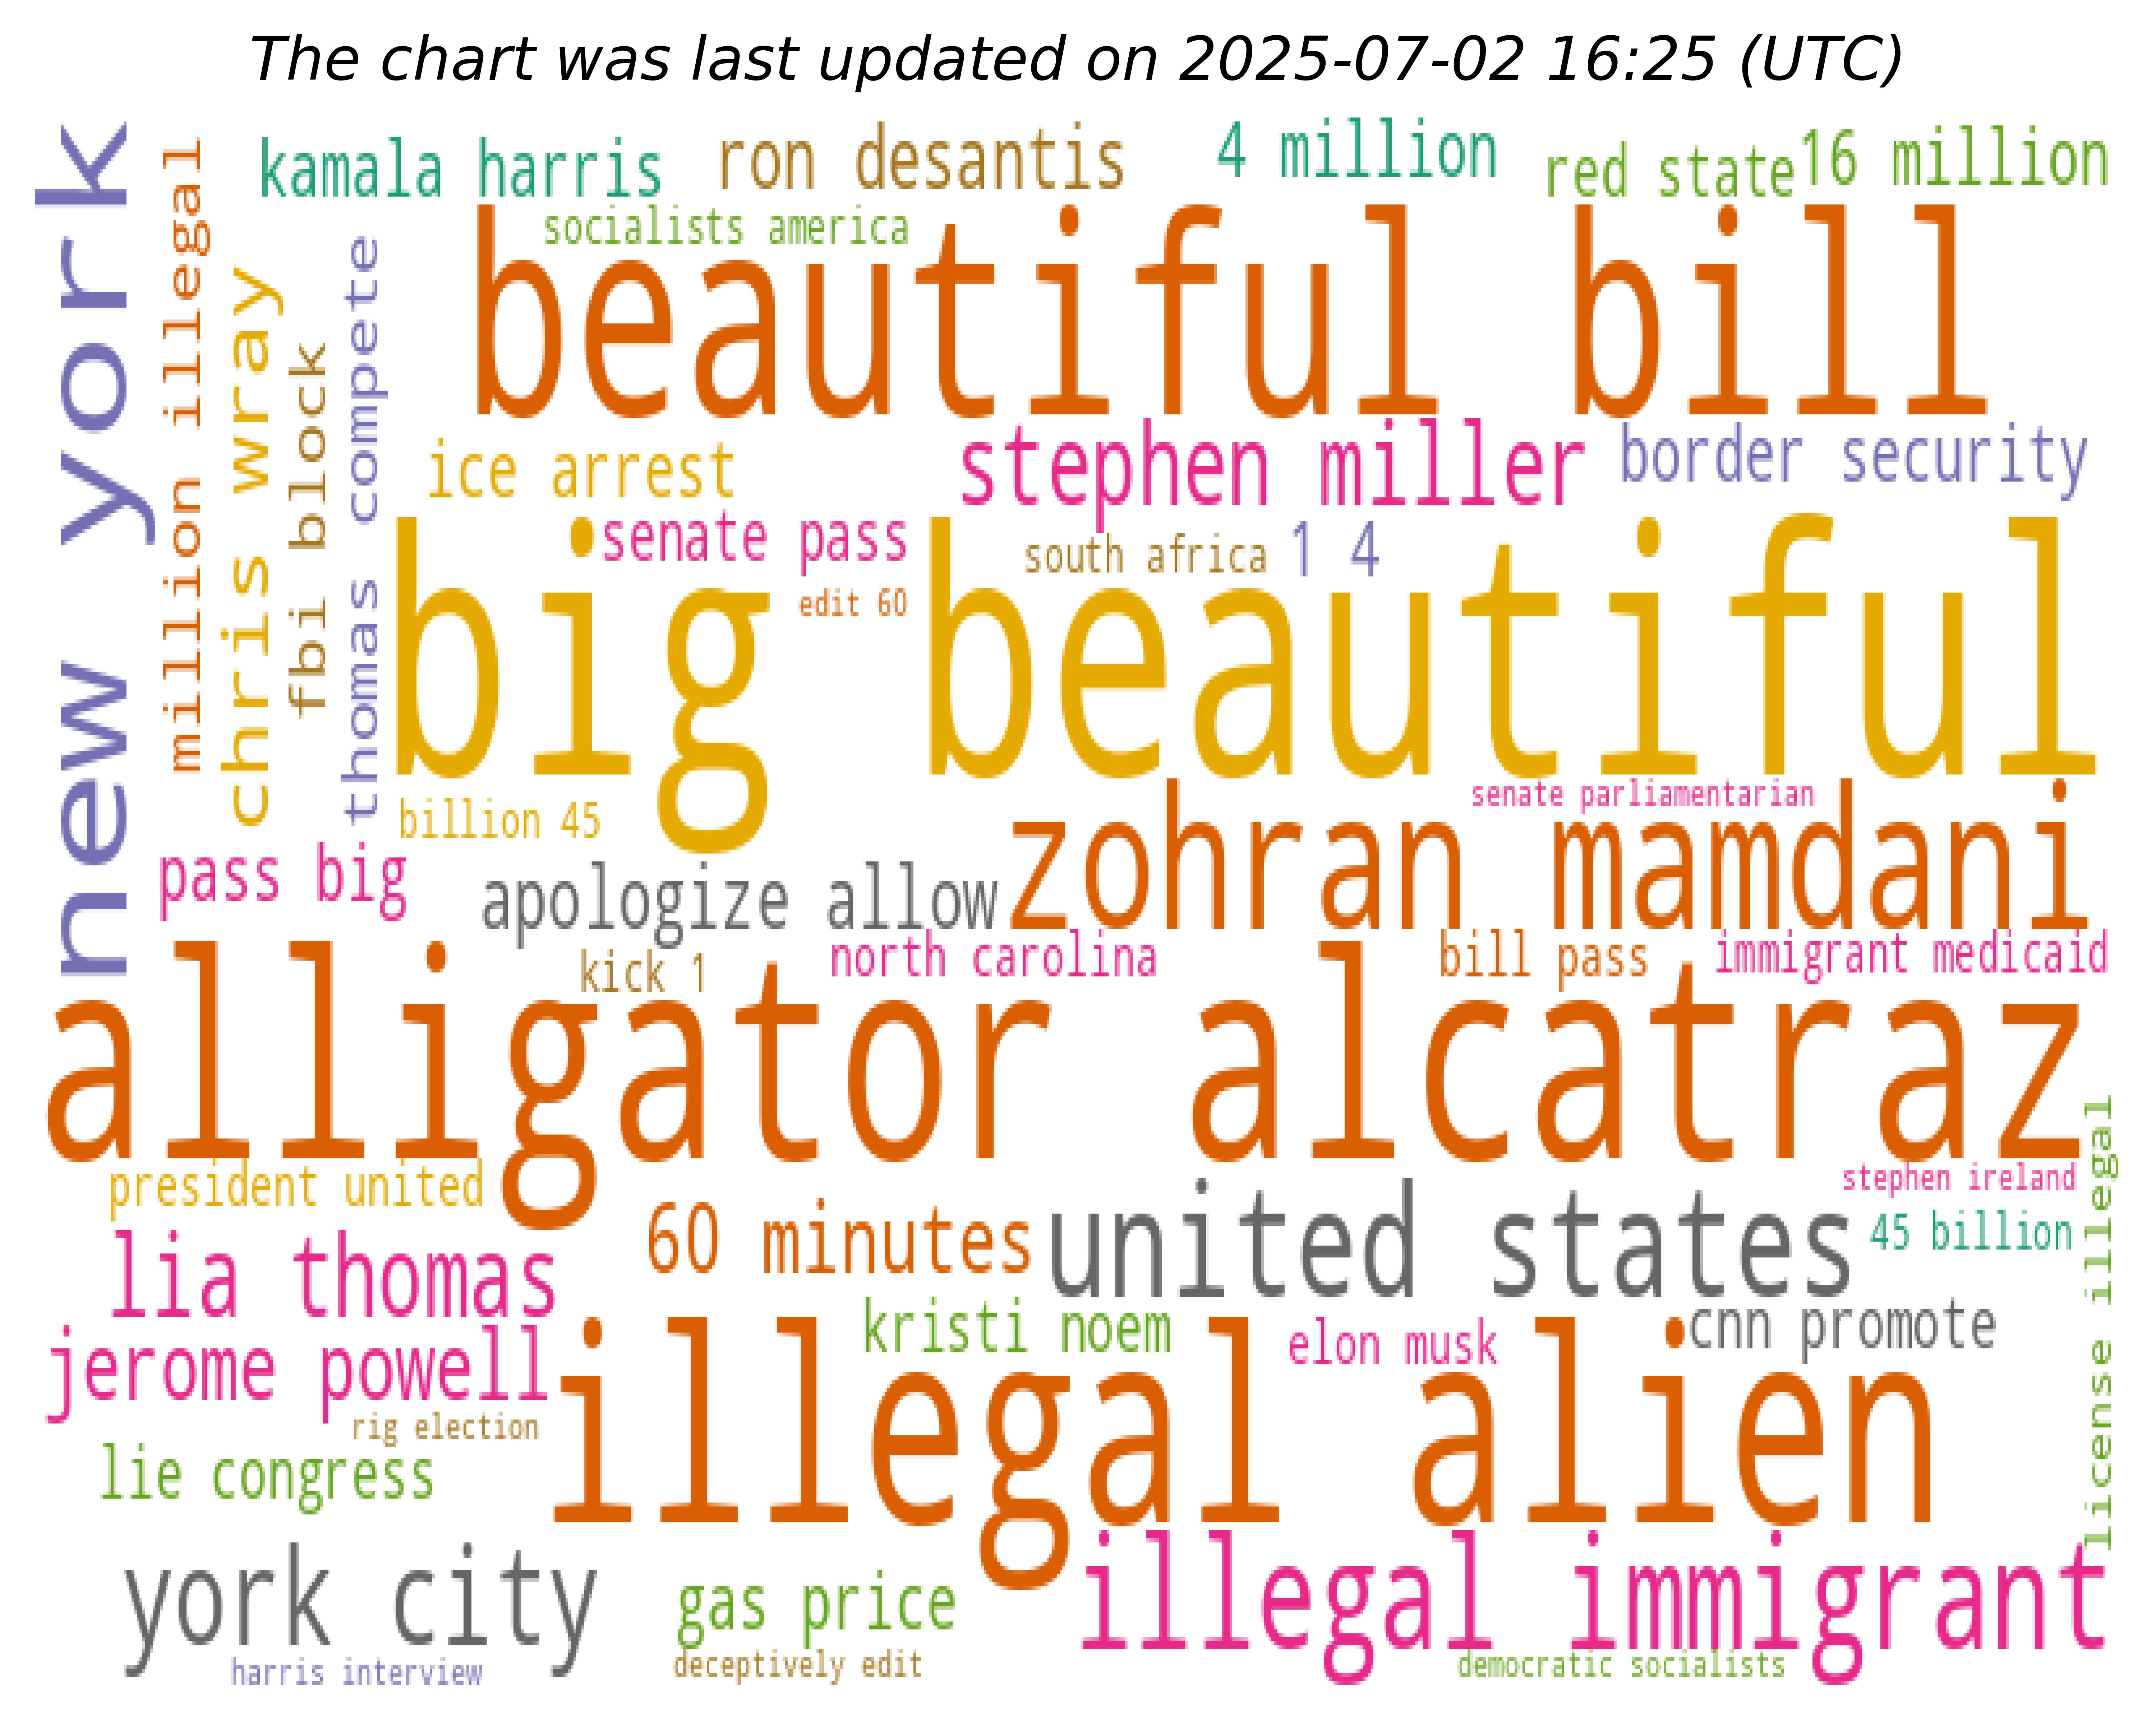 The chart was last updated on 2025-07-02 16:25 (UTC)
new york
million illegal
chris wray
fbi block
thomas compete
kamala harris
ron desantis
4 million
red state
16 million
socialists america
beautiful bill
ice arrest
stephen miller
border security
senate pass
south africa
1 4
edit 60
big beautiful
billion 45
senate parliamentarian
zohran mamdani
pass big
apologize allow
kick 1
north carolina
bill pass
immigrant medicaid
alligator alcatraz
president united
stephen ireland
license illegal
lia thomas
60 minutes
united states
45 billion
jerome powell
kristi noem
elon musk
cnn promote
rig election
illegal alien
lie congress
york city
gas price
illegal immigrant
harris interview
deceptively edit
democratic socialists